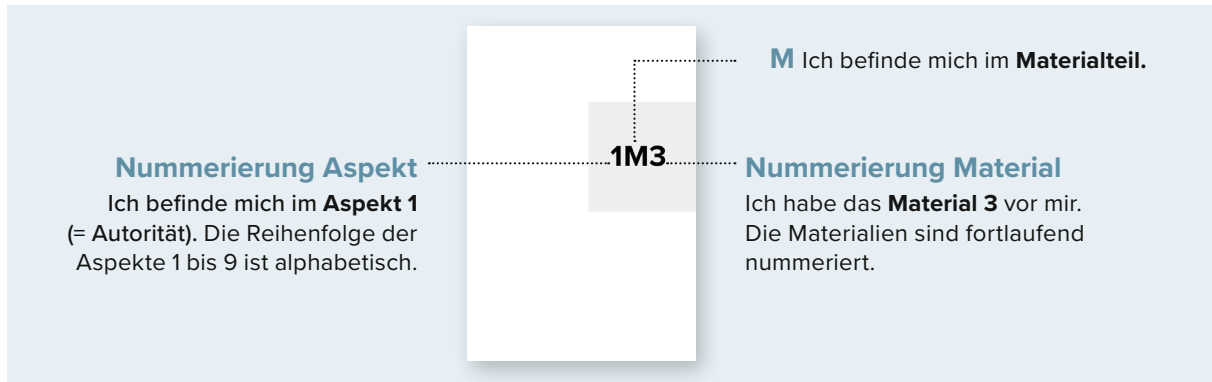 M Ich befinde mich im Materialteil.
1M3
Nummerierung Aspekt
Ich befinde mich im Aspekt 1
(= Autorität). Die Reihenfolge der
Aspekte 1 bis 9 ist alphabetisch.
Nummerierung Material
Ich habe das Material 3 vor mir.
Die Materialien sind fortlaufend
nummeriert.